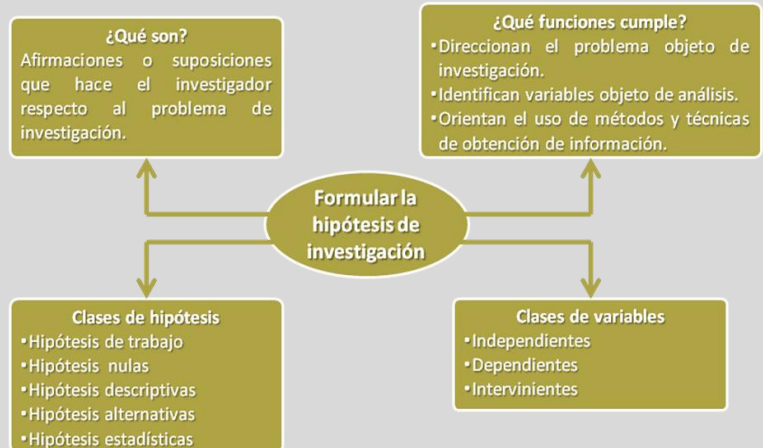 ¿Qué son?
Afirmaciones o suposiciones
que hace el investigador
respecto al problema de
investigación.
¿Qué funciones cumple?
•Direccionan el problema objeto de
investigación.
•Identifican variables objeto de análisis.
•Orientan el uso de métodos y técnicas
de obtención de información.
Formular la
hipótesis de
investigación
Clases de hipótesis
•Hipótesis de trabajo
•Hipótesis nulas
•Hipótesis descriptivas
•Hipótesis alternativas
•Hipótesis estadísticas
Clases de variables
•Independientes
•Dependientes
•Intervinientes